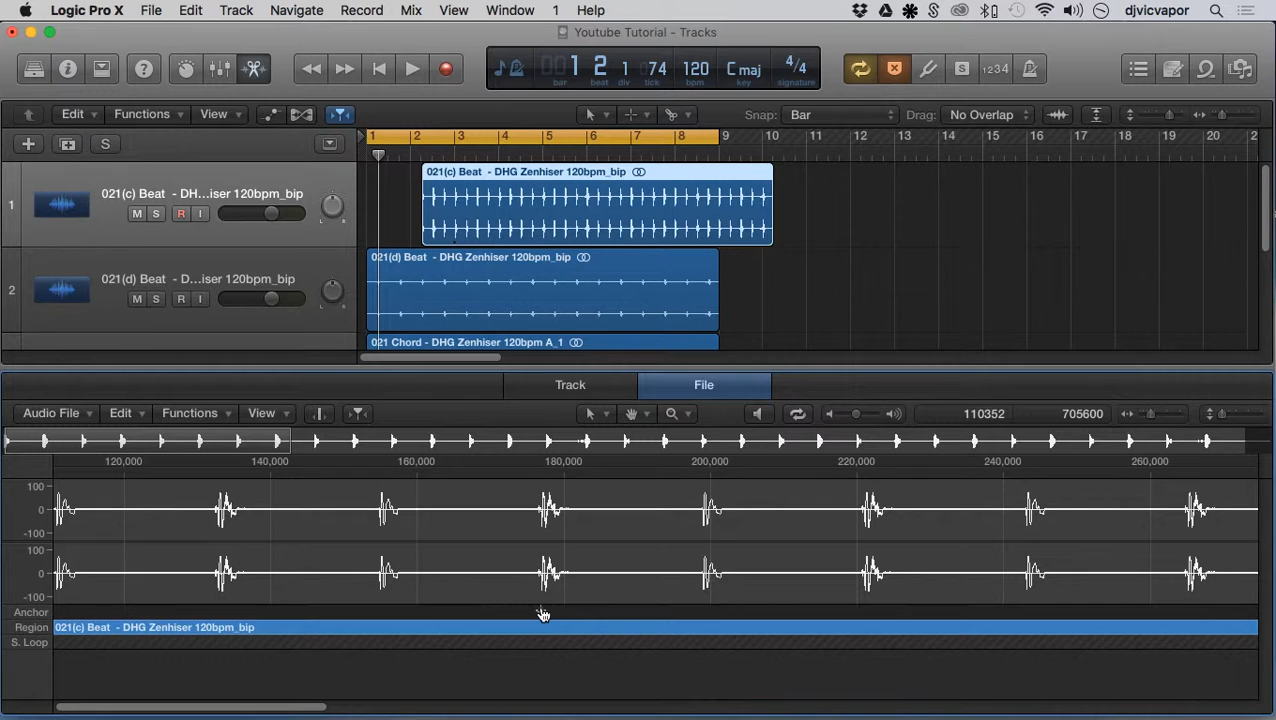 Logic Pro X File Edit Track Navigate Record Mix View Window 1 Help djvicvapor
Youtube Tutorial - Tracks
001 2 1 74 120 C maj 4/4
bar beat div tick bpm key signature
1234
Edit Functions View Snap: Bar Drag: No Overlap
1 2 3 4 5 6 7 8 9 10 11 12 13 14 15 16 17 18 19 20 2
S
021(c) Beat - DHG Zenhiser 120bpm_bip
1 021(c) Beat - DH...iser 120bpm_bip
M S R I L R
021(d) Beat - DHG Zenhiser 120bpm_bip
2 021(d) Beat - D...iser 120bpm_bip
M S R I L R
021 Chord - DHG Zenhiser 120bpm A_1
Track File
Audio File Edit Functions View 110352 705600
120,000 140,000 160,000 180,000 200,000 220,000 240,000 260,000
100
0
-100
100
0
-100
Anchor
Region 021(c) Beat - DHG Zenhiser 120bpm_bip
S. Loop